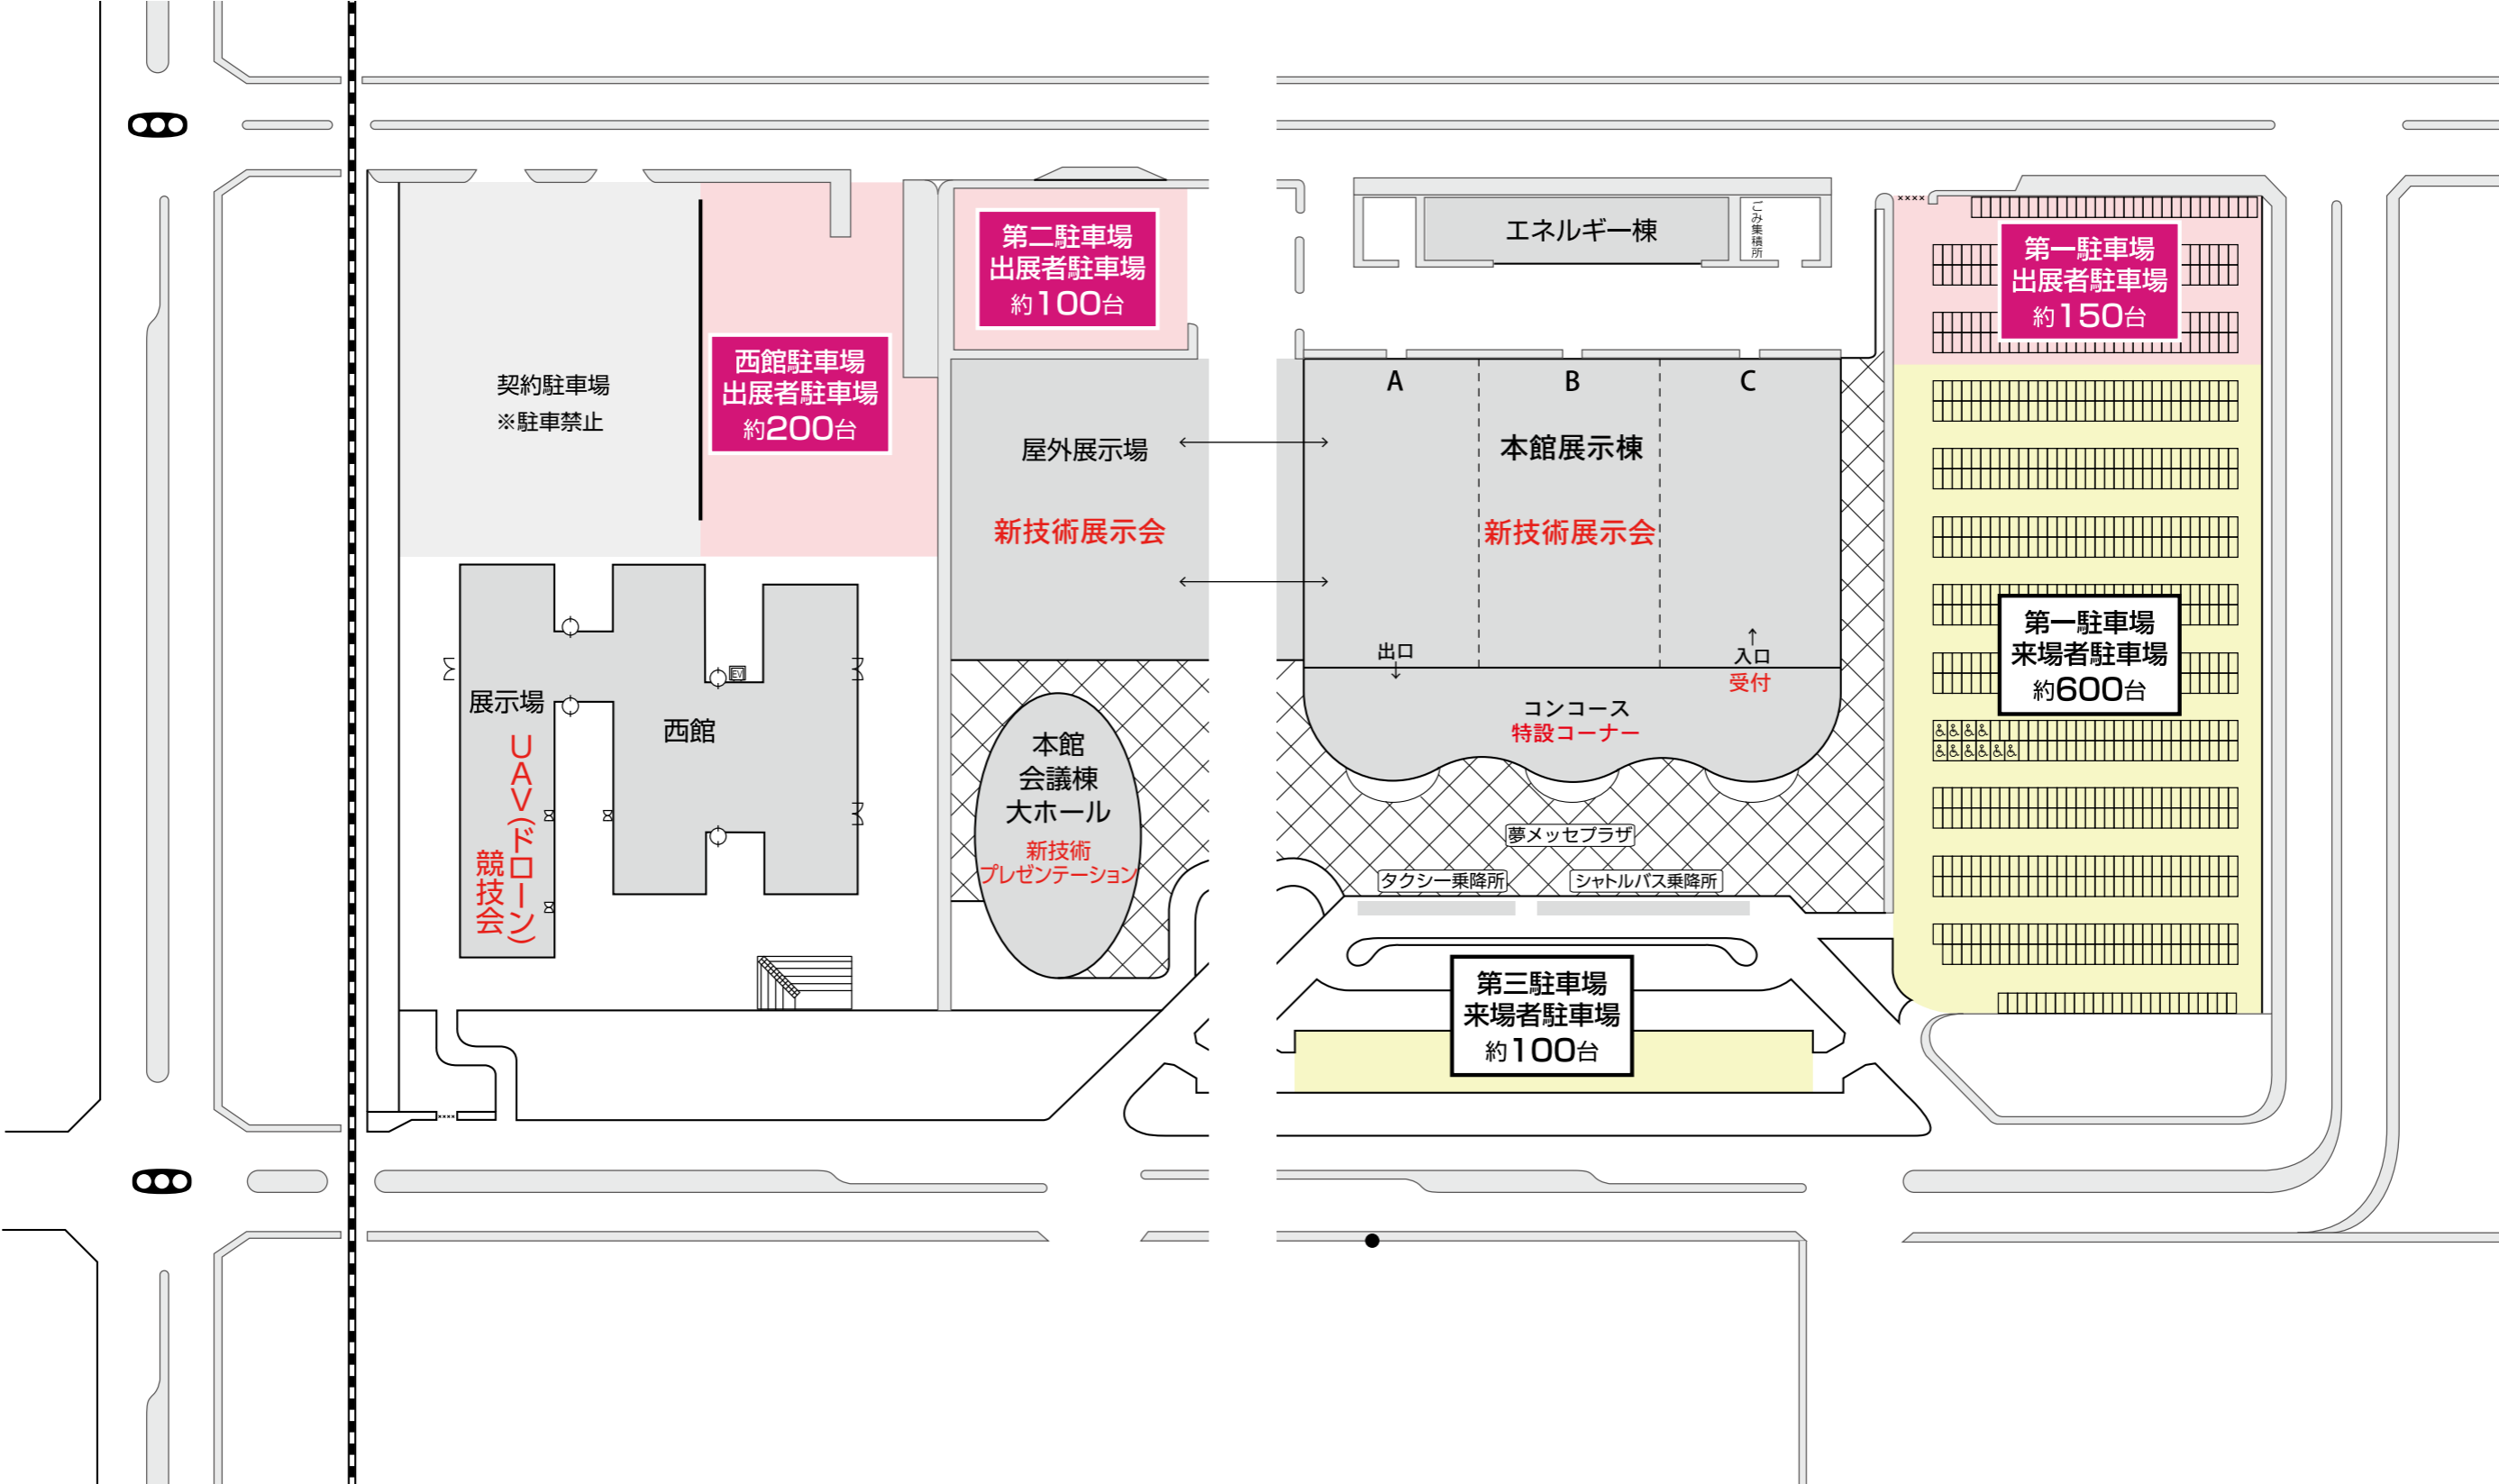 第二駐車場
出展者駐車場
約100台
エネルギー棟
ごみ集積所
第一駐車場
出展者駐車場
約150台
西館駐車場
出展者駐車場
約200台
契約駐車場
※駐車禁止
A
B
C
屋外展示場
新技術展示会
本館展示棟
新技術展示会
出口
入口
受付
コンコース
特設コーナー
第一駐車場
来場者駐車場
約600台
展示場
UAV(ドローン)
競技会
EV
西館
本館
会議棟
大ホール
新技術
プレゼンテーション
夢メッセプラザ
タクシー乗降所
シャトルバス乗降所
第三駐車場
来場者駐車場
約100台